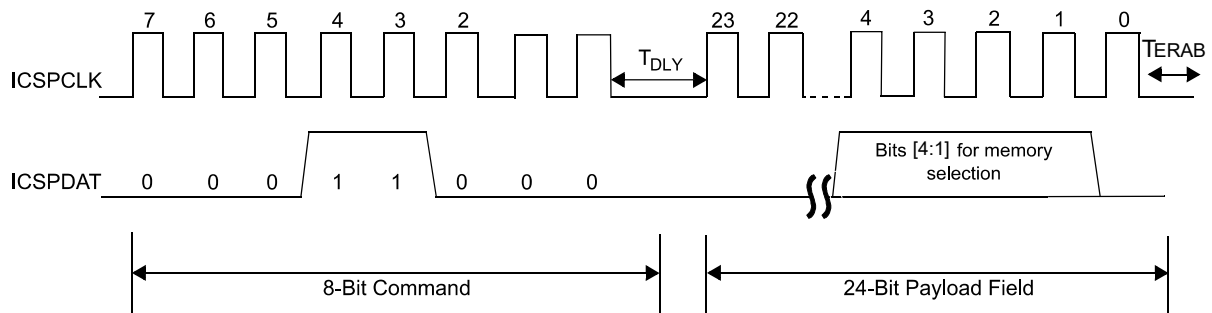 7 6 5 4 3 2 23 22 4 3 2 1 0
TDLY
TERAB
ICSPCLK
ICSPDAT 0 0 0 1 1 0 0 0
Bits [4:1] for memory
selection
8-Bit Command 24-Bit Payload Field